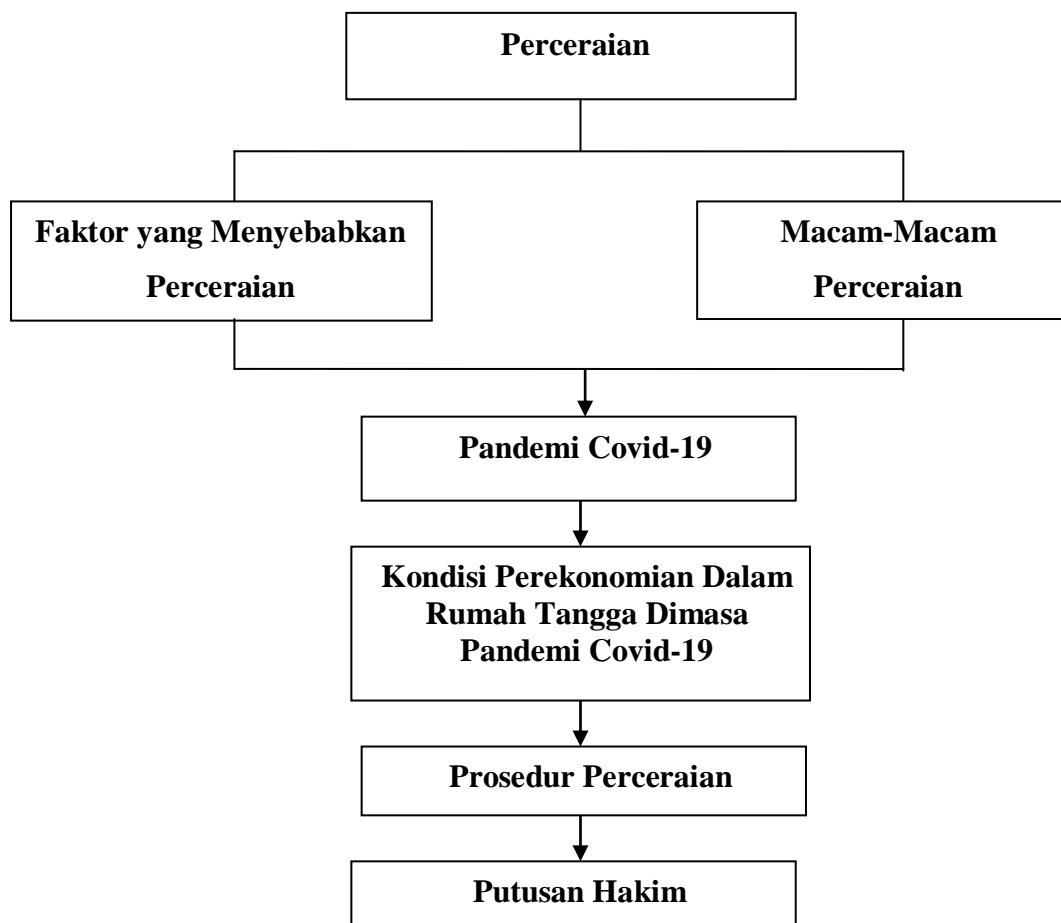 Perceraian
Faktor yang Menyebabkan
Perceraian
Macam-Macam
Perceraian
Pandemi Covid-19
Kondisi Perekonomian Dalam
Rumah Tangga Dimasa
Pandemi Covid-19
Prosedur Perceraian
Putusan Hakim